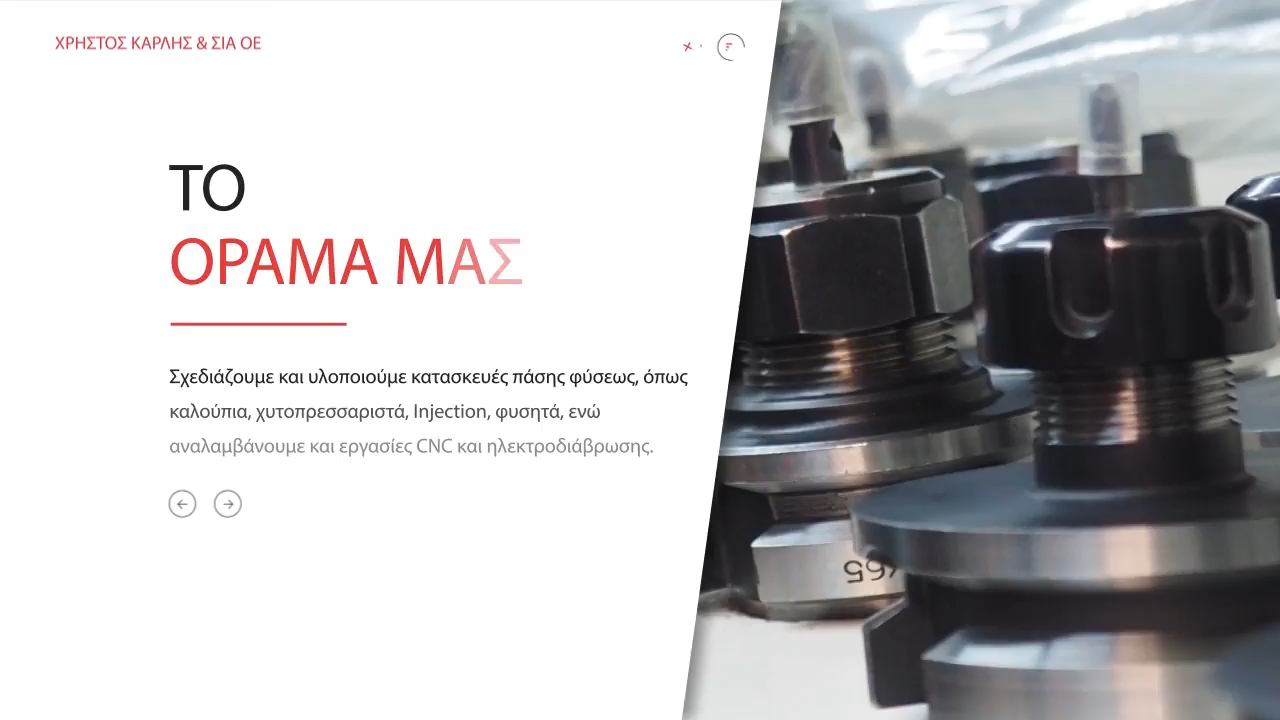 ΧΡΗΣΤΟΣ ΚΑΡΛΗΣ & ΣΙΑ ΟΕ
ΤΟ
ΟΡΑΜΑ ΜΑΣ
Σχεδιάζουμε και υλοποιούμε κατασκευές πάσης φύσεως, όπως
καλούπια, χυτοπρεσσαριστά, Injection, φυσητά, ενώ
αναλαμβάνουμε και εργασίες CNC και ηλεκτροδιάβρωσης.